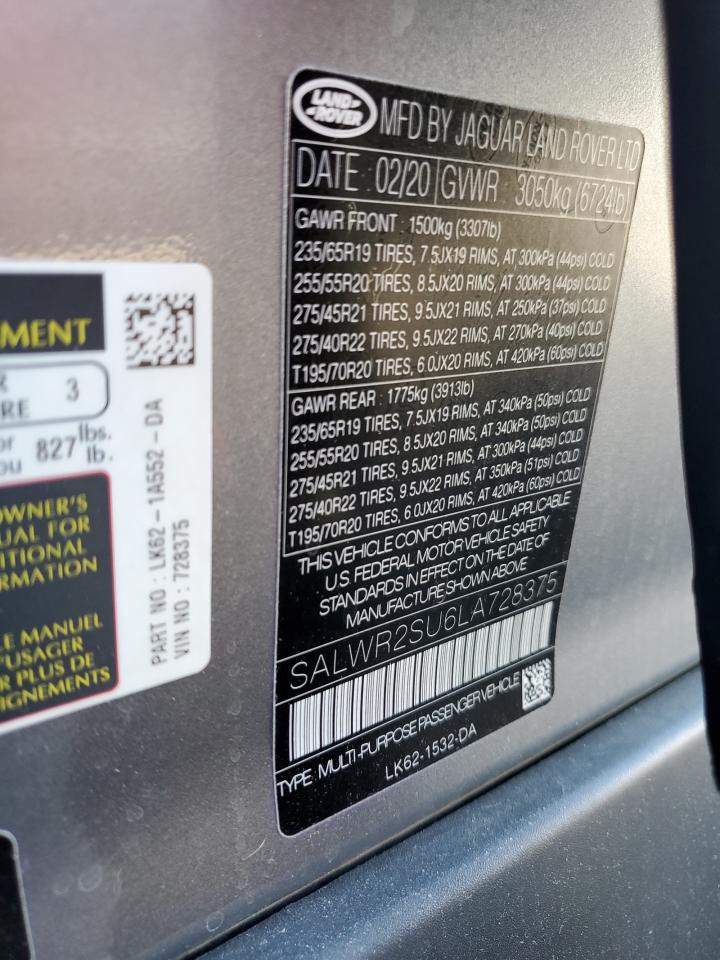 MENT
R
RE
3
or
ou 827 lbs.
lb.
OWNER'S
UAL FOR
ITIONAL
RMATION
LE MANUEL
'USAGER
R PLUS DE
IGNEMENTS
PART NO : LK62-1A552-DA
VIN NO : 728375
LAND-
-ROVER
MFD BY JAGUAR LAND ROVER LTD
DATE 02/20 GVWR 3050kg (6724lb)
GAWR FRONT : 1500kg (3307lb)
235/65R19 TIRES, 7.5JX19 RIMS, AT 300kPa (44psi) COLD
255/55R20 TIRES, 8.5JX20 RIMS, AT 300kPa (44psi) COLD
275/45R21 TIRES, 9.5JX21 RIMS, AT 250kPa (37psi) COLD
275/40R22 TIRES, 9.5JX22 RIMS, AT 270kPa (40psi) COLD
T195/70R20 TIRES, 6.0JX20 RIMS, AT 420kPa (60psi) COLD
GAWR REAR : 1775kg (3913lb)
235/65R19 TIRES, 7.5JX19 RIMS, AT 340kPa (50psi) COLD
255/55R20 TIRES, 8.5JX20 RIMS, AT 340kPa (50psi) COLD
275/45R21 TIRES, 9.5JX21 RIMS, AT 300kPa (44psi) COLD
275/40R22 TIRES, 9.5JX22 RIMS, AT 350kPa (51psi) COLD
T195/70R20 TIRES, 6.0JX20 RIMS, AT 420kPa (60psi) COLD
THIS VEHICLE CONFORMS TO ALL APPLICABLE
U.S. FEDERAL MOTOR VEHICLE SAFETY
STANDARDS IN EFFECT ON THE DATE OF
MANUFACTURE SHOWN ABOVE
SALWR2SU6LA728375
TYPE: MULTI-PURPOSE PASSENGER VEHICLE
LK62-1532-DA